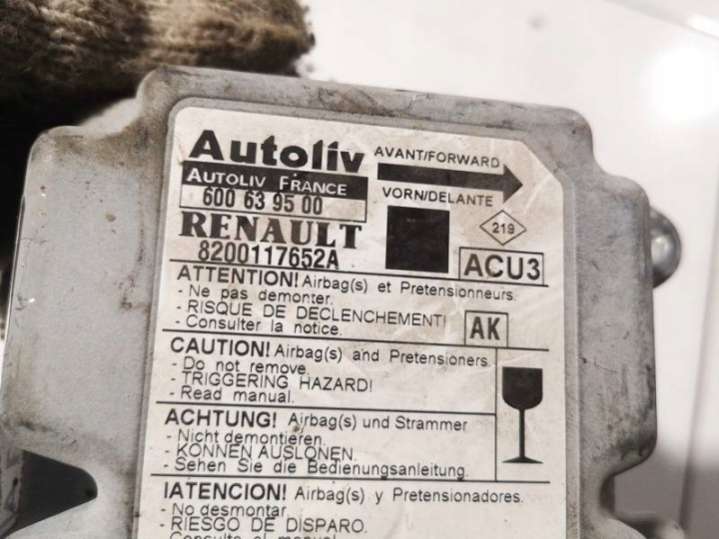 Autoliv
AVANT/FORWARD
AUTOLIV FRANCE
VORN/DELANTE
600 63 95 00
RENAULT
219
8200117652A
ACU3
ATTENTION! Airbag(s) et Pretensionneurs.
- Ne pas demonter.
- RISQUE DE DECLENCHEMENT!
- Consulter la notice.
AK
CAUTION! Airbag(s) and Pretensioners.
- Do not remove.
- TRIGGERING HAZARD!
- Read manual.
ACHTUNG! Airbag(s) und Strammer
- Nicht demontieren.
- KONNEN AUSLONEN.
- Sehen Sie die Bedienungsanleitung.
!ATENCION! Airbag(s) y Pretensionadores.
- No desmontar.
- RIESGO DE DISPARO.
- Consulte el manual.